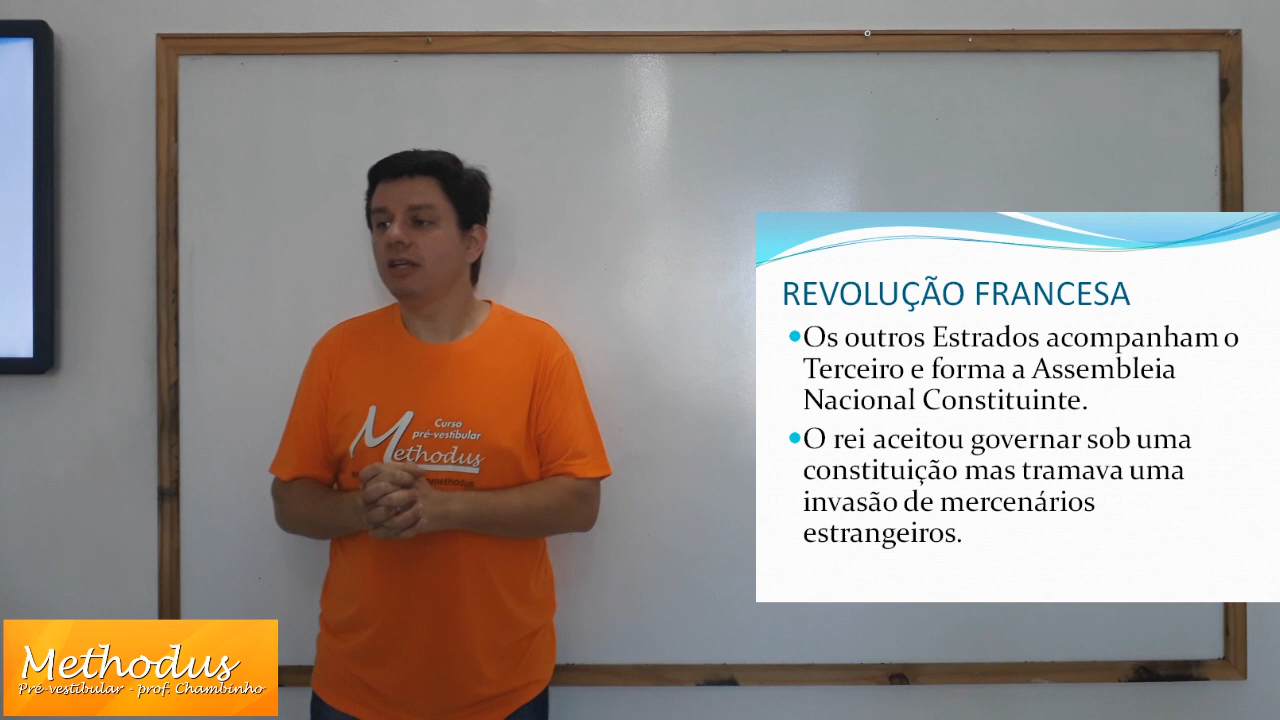 REVOLUÇÃO FRANCESA
Os outros Estrados acompanham o
Terceiro e forma a Assembleia
Nacional Constituinte.
O rei aceitou governar sob uma
constituição mas tramava uma
invasão de mercenários
estrangeiros.
Curso
pré-vestibular
Methodus
Methodus
Pré-vestibular - prof. Chambinho